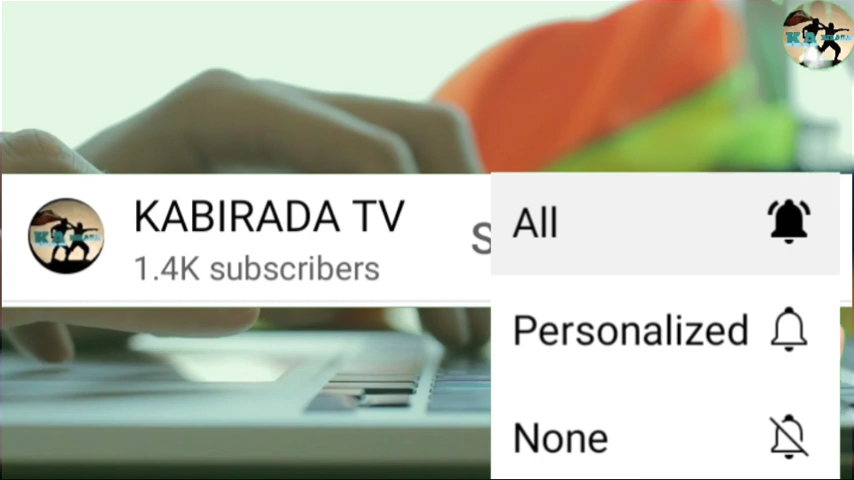 KABIRADA TV
1.4K subscribers
S
All
Personalized
None